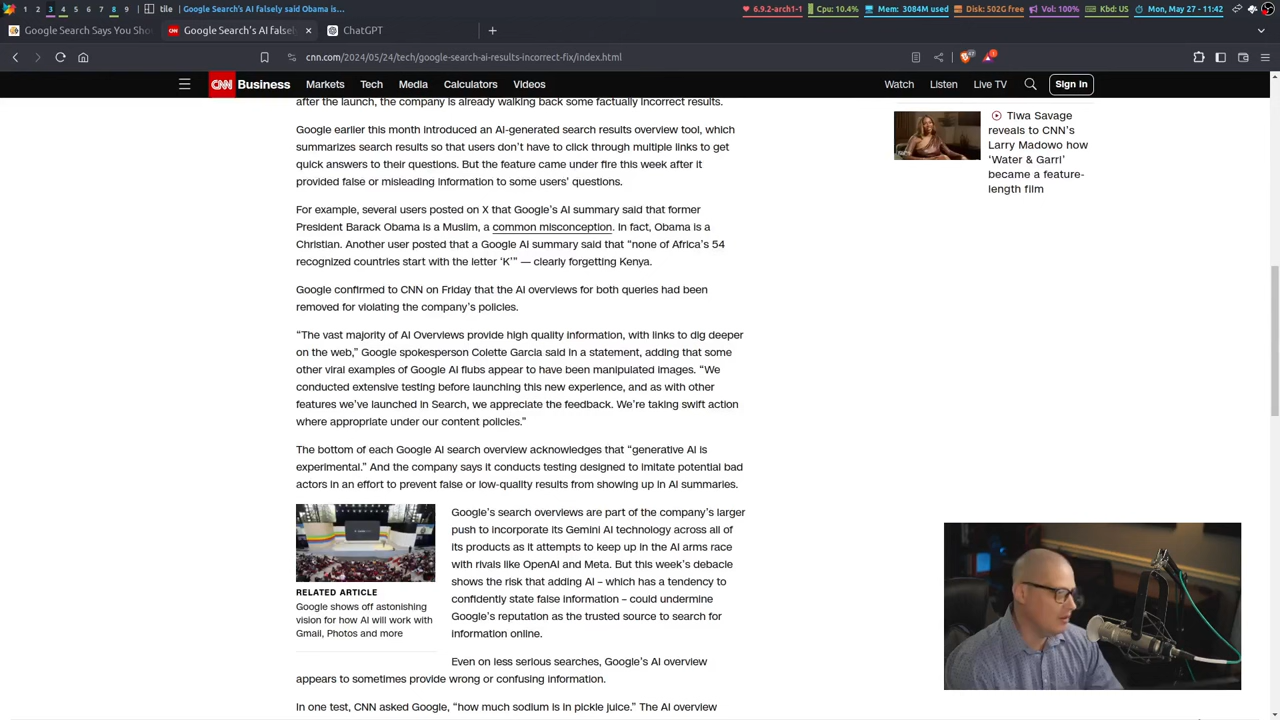 1 2 3 4 5 6 7 8 9 tile Google Search's AI falsely said Obama is... 6.9.2-arch1-1 Cpu: 10.4% Mem: 3084M used Disk: 502G free Vol: 100% Kbd: US Mon, May 27 - 11:42
Google Search Says You Sho
Google Search's AI falsely
ChatGPT
cnn.com/2024/05/24/tech/google-search-ai-results-incorrect-fix/index.html
CNN Business Markets Tech Media Calculators Videos Watch Listen Live TV Sign in
after the launch, the company is already walking back some factually incorrect results.
Google earlier this month introduced an AI-generated search results overview tool, which
summarizes search results so that users don't have to click through multiple links to get
quick answers to their questions. But the feature came under fire this week after it
provided false or misleading information to some users' questions.
For example, several users posted on X that Google's AI summary said that former
President Barack Obama is a Muslim, a common misconception. In fact, Obama is a
Christian. Another user posted that a Google AI summary said that “none of Africa's 54
recognized countries start with the letter ‘K’” — clearly forgetting Kenya.
Google confirmed to CNN on Friday that the AI overviews for both queries had been
removed for violating the company's policies.
“The vast majority of AI Overviews provide high quality information, with links to dig deeper
on the web,” Google spokesperson Colette Garcia said in a statement, adding that some
other viral examples of Google AI flubs appear to have been manipulated images. “We
conducted extensive testing before launching this new experience, and as with other
features we've launched in Search, we appreciate the feedback. We're taking swift action
where appropriate under our content policies.”
The bottom of each Google AI search overview acknowledges that “generative AI is
experimental.” And the company says it conducts testing designed to imitate potential bad
actors in an effort to prevent false or low-quality results from showing up in AI summaries.
RELATED ARTICLE
Google shows off astonishing
vision for how AI will work with
Gmail, Photos and more
Google's search overviews are part of the company's larger
push to incorporate its Gemini AI technology across all of
its products as it attempts to keep up in the AI arms race
with rivals like OpenAI and Meta. But this week's debacle
shows the risk that adding AI – which has a tendency to
confidently state false information – could undermine
Google's reputation as the trusted source to search for
information online.
Even on less serious searches, Google's AI overview
appears to sometimes provide wrong or confusing information.
In one test, CNN asked Google, “how much sodium is in pickle juice.” The AI overview
Tiwa Savage
reveals to CNN's
Larry Madowo how
‘Water & Garri’
became a feature-
length film